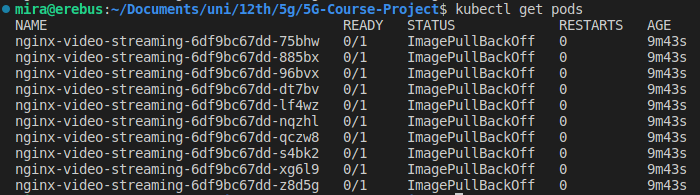 mira@erebus:~/Documents/uni/12th/5g/5G-Course-Project$ kubectl get pods
NAME READY STATUS RESTARTS AGE
nginx-video-streaming-6df9bc67dd-75bhw 0/1 ImagePullBackOff 0 9m43s
nginx-video-streaming-6df9bc67dd-885bx 0/1 ImagePullBackOff 0 9m43s
nginx-video-streaming-6df9bc67dd-96bvx 0/1 ImagePullBackOff 0 9m43s
nginx-video-streaming-6df9bc67dd-dt7bv 0/1 ImagePullBackOff 0 9m43s
nginx-video-streaming-6df9bc67dd-lf4wz 0/1 ImagePullBackOff 0 9m43s
nginx-video-streaming-6df9bc67dd-nqzhl 0/1 ImagePullBackOff 0 9m43s
nginx-video-streaming-6df9bc67dd-qczw8 0/1 ImagePullBackOff 0 9m43s
nginx-video-streaming-6df9bc67dd-s4bk2 0/1 ImagePullBackOff 0 9m43s
nginx-video-streaming-6df9bc67dd-xg6l9 0/1 ImagePullBackOff 0 9m43s
nginx-video-streaming-6df9bc67dd-z8d5g 0/1 ImagePullBackOff 0 9m43s